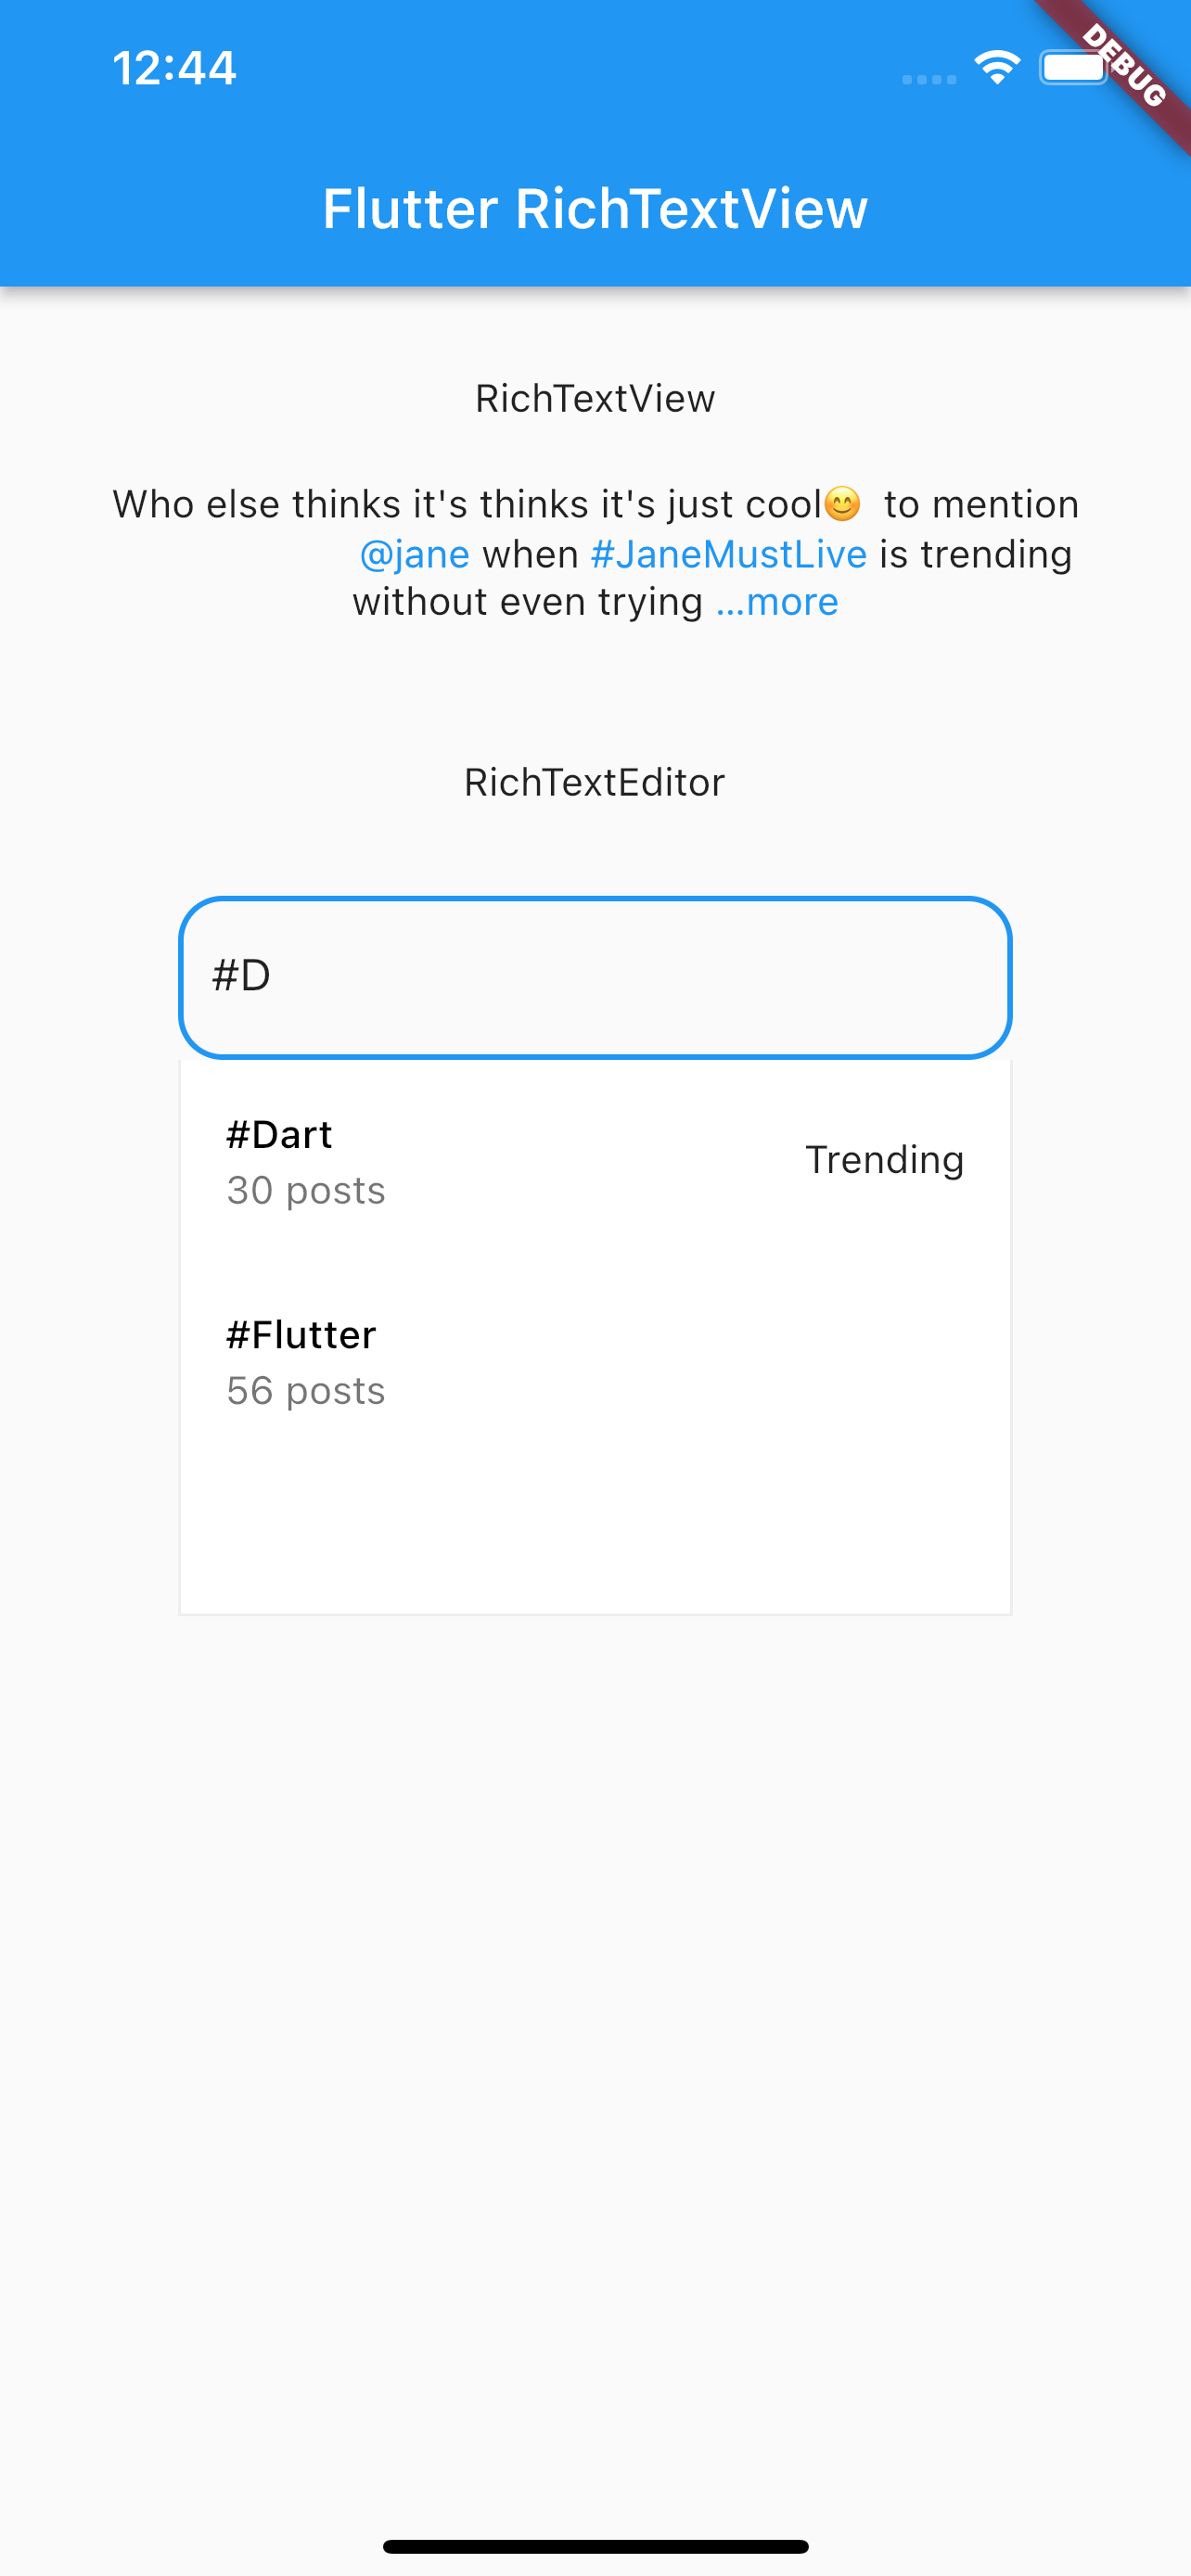 12:44
DEBUG
Flutter RichTextView
RichTextView
Who else thinks it's thinks it's just cool😊 to mention
@jane when #JaneMustLive is trending
without even trying ...more
RichTextEditor
#D
#Dart
Trending
30 posts
#Flutter
56 posts